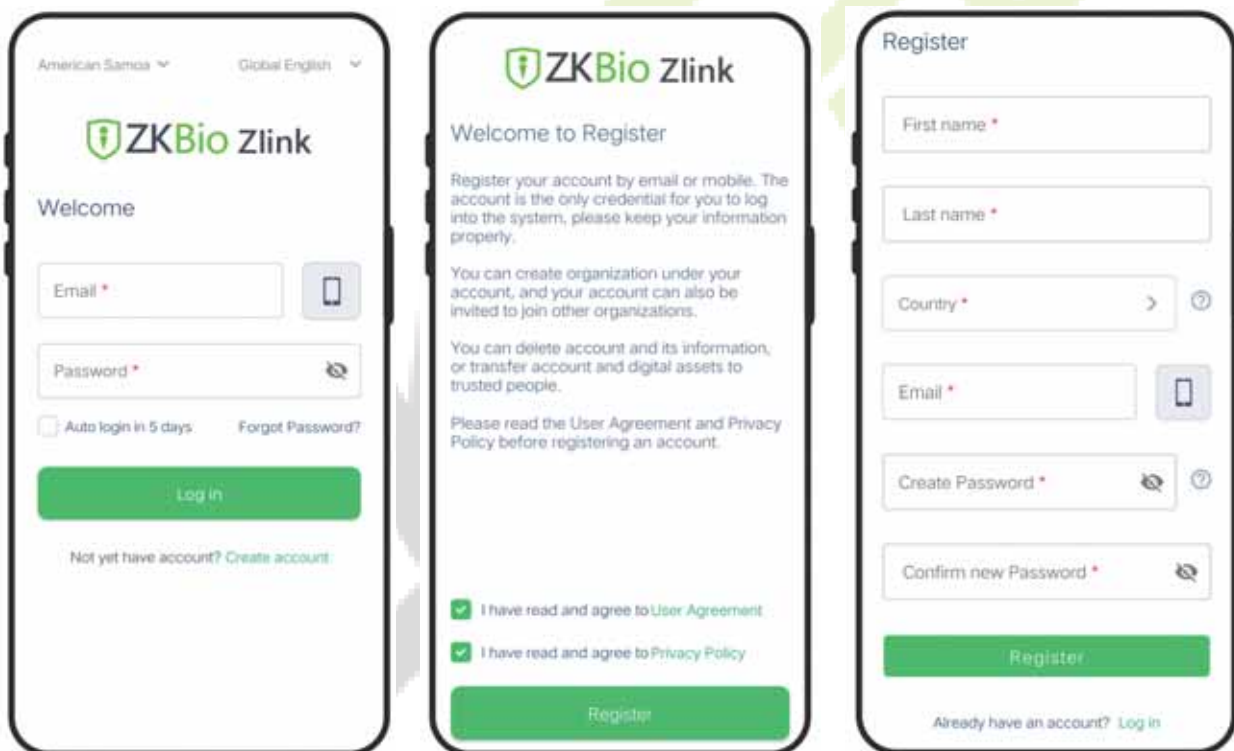 American Samoa
Global English
ZKBio Zlink
Welcome
Email *
Password *
Auto login in 5 days
Forgot Password?
Log in
Not yet have account? Create account
ZKBio Zlink
Welcome to Register
Register your account by email or mobile. The
account is the only credential for you to log
into the system, please keep your information
properly.
You can create organization under your
account, and your account can also be
invited to join other organizations.
You can delete account and its information,
or transfer account and digital assets to
trusted people.
Please read the User Agreement and Privacy
Policy before registering an account.
I have read and agree to User Agreement
I have read and agree to Privacy Policy
Register
Register
First name *
Last name *
Country *
Email *
Create Password *
Confirm new Password *
Register
Already have an account? Log in